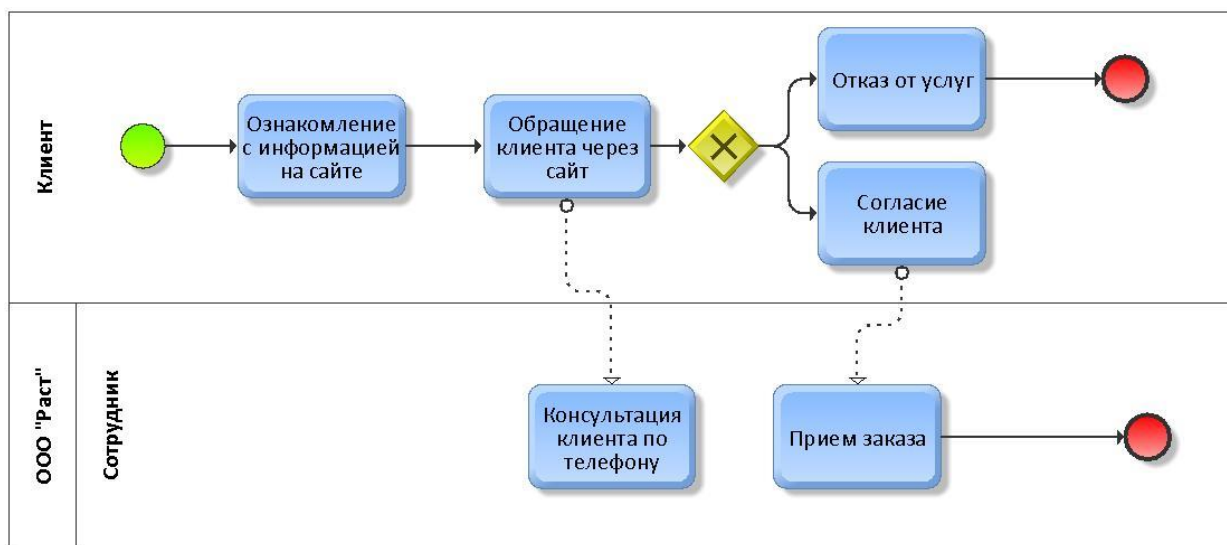 Клиент
Ознакомление
с информацией
на сайте
Обращение
клиента через
сайт
Отказ от услуг
Согласие
клиента
ООО "Раст"
Сотрудник
Консультация
клиента по
телефону
Прием заказа